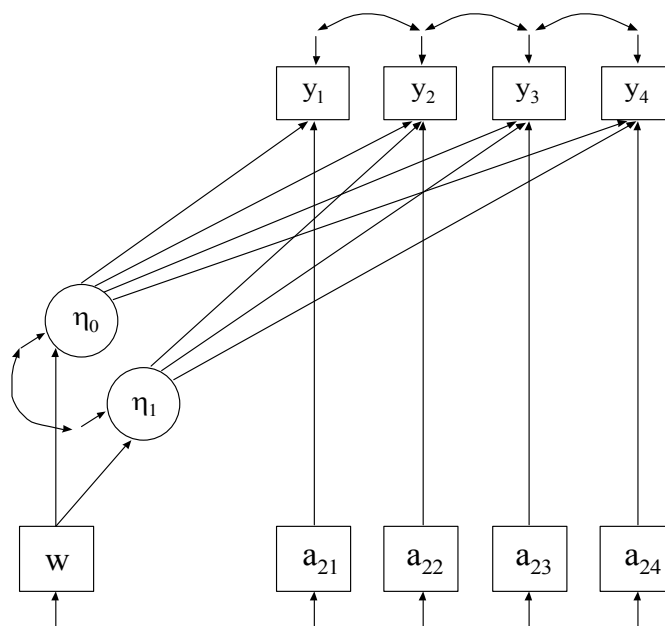 y₁ y₂ y₃ y₄
η₀
η₁
w a₂₁ a₂₂ a₂₃ a₂₄